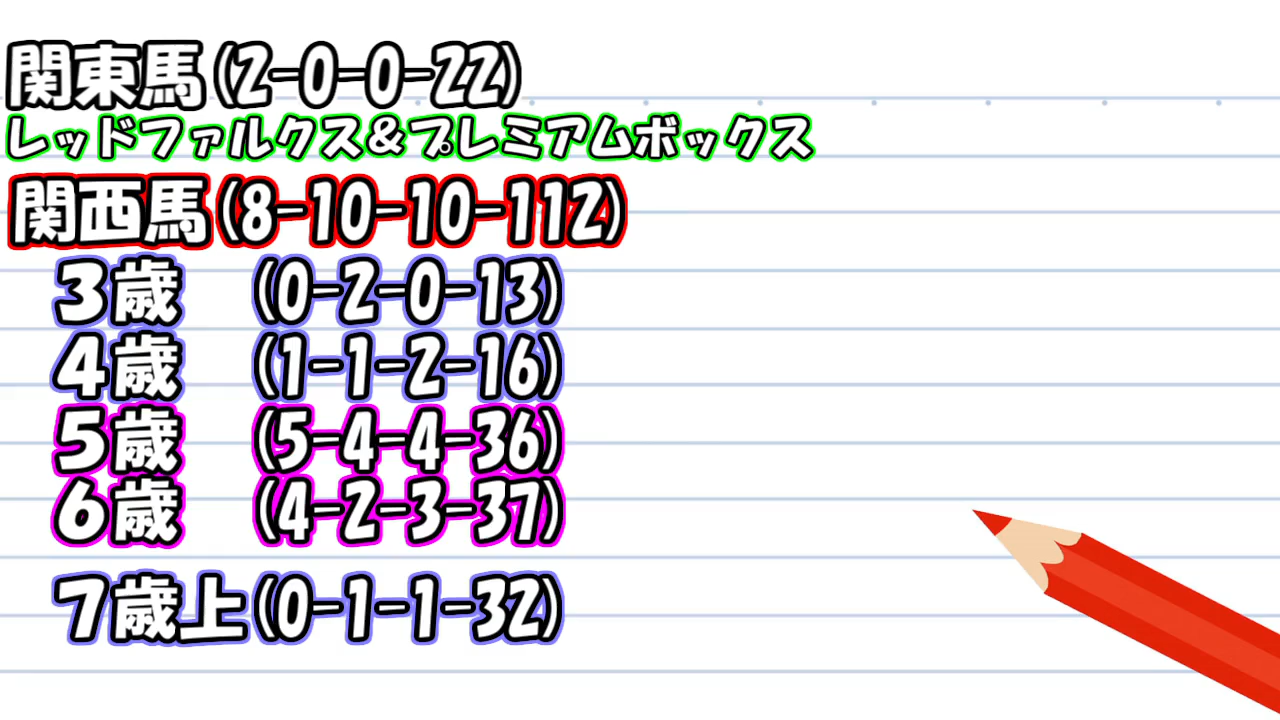 関東馬(2-0-0-22)
レッドファルクス&プレミアムボックス
関西馬(8-10-10-112)
3歳 (0-2-0-13)
4歳 (1-1-2-16)
5歳 (5-4-4-36)
6歳 (4-2-3-37)
7歳上(0-1-1-32)